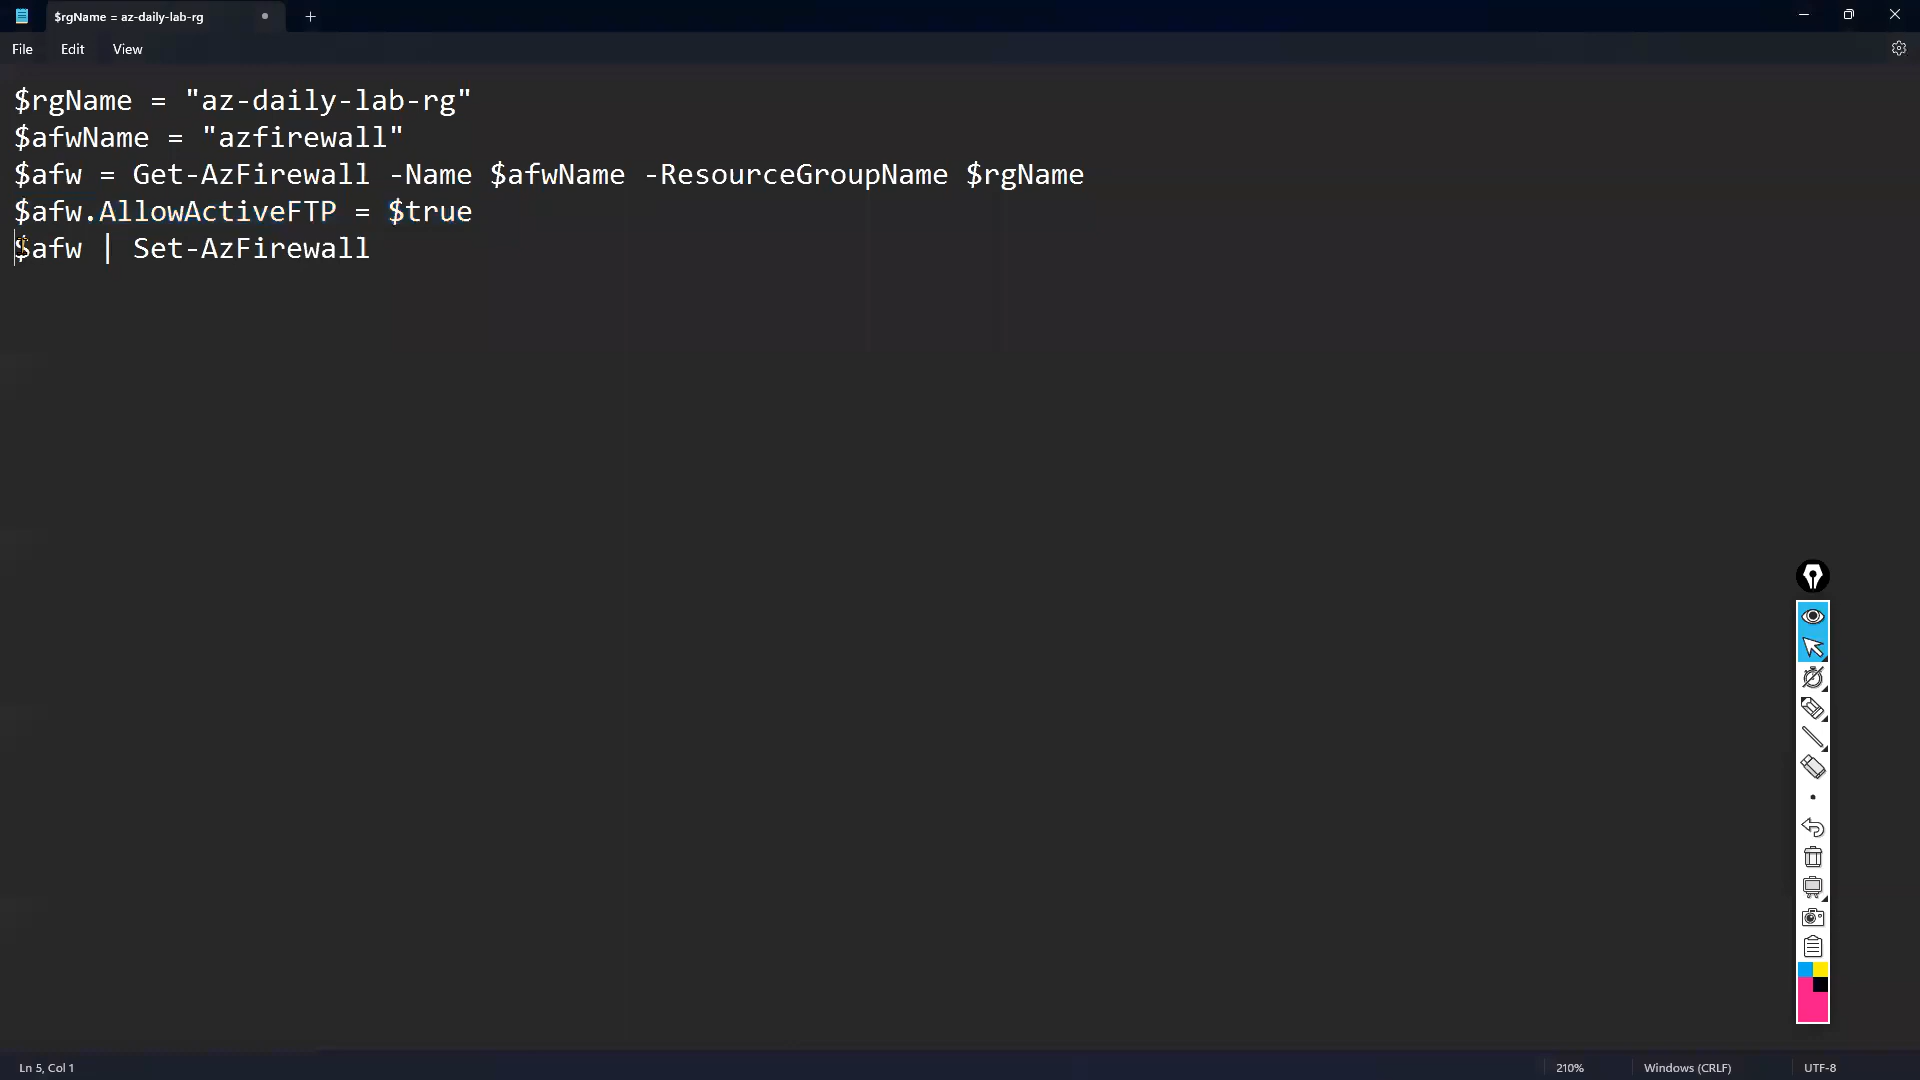 $rgName = az-daily-lab-rg
File Edit View
$rgName = "az-daily-lab-rg"
$afwName = "azfirewall"
$afw = Get-AzFirewall -Name $afwName -ResourceGroupName $rgName
$afw.AllowActiveFTP = $true
$afw | Set-AzFirewall
Ln 5, Col 1 210% Windows (CRLF) UTF-8